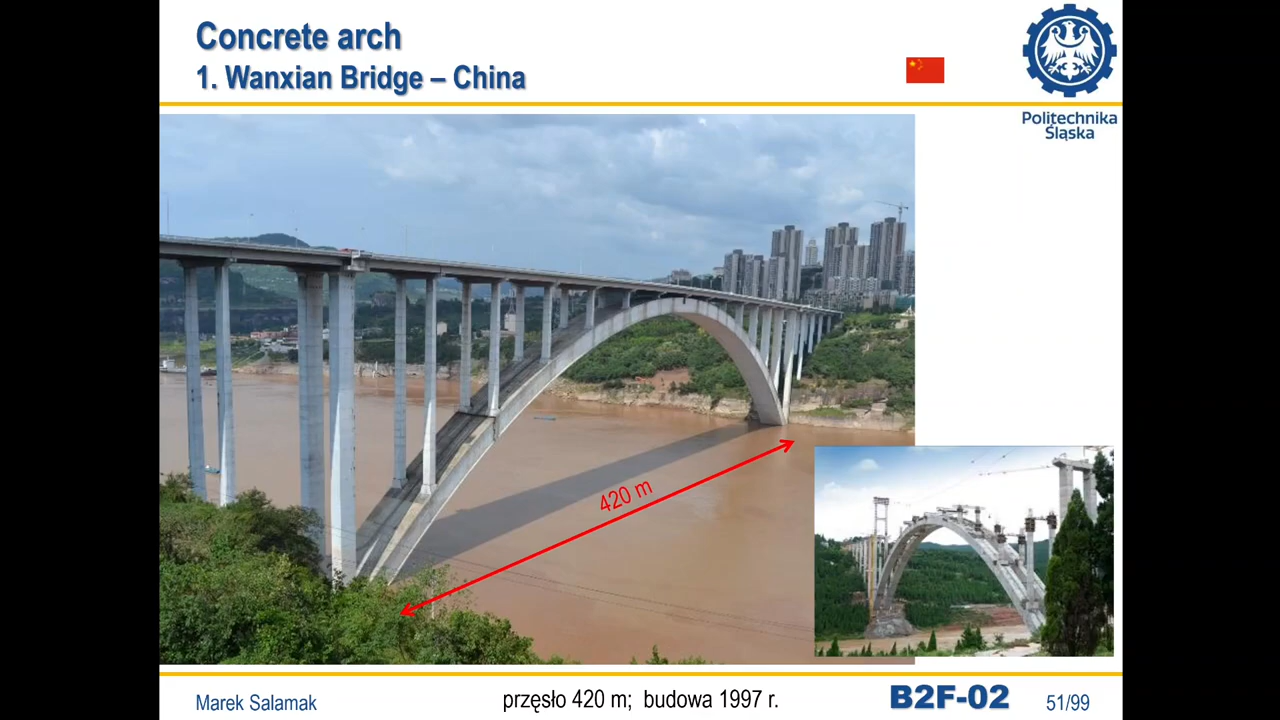 Concrete arch
1. Wanxian Bridge – China
Politechnika
Śląska
420 m
Marek Salamak
przęsło 420 m; budowa 1997 r.
B2F-02
51/99